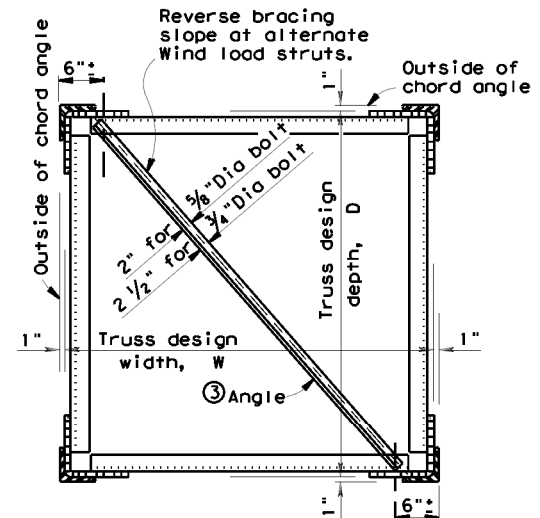 Reverse bracing
slope at alternate
Wind load struts.
6"±
1"
Outside of
chord angle
Outside of chord angle
5/8"Dia bolt
3/4"Dia bolt
2" for
2 1/2" for
Truss design
depth, D
1"
Truss design
width, W
1"
3 Angle
1"
6"±